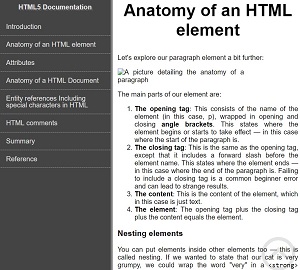 HTML5 Documentation
Introduction
Anatomy of an HTML element
Attributes
Anatomy of a HTML Document
Entity references Including
special characters in HTML
HTML comments
Summary
Reference
Anatomy of an HTML
element
Let's explore our paragraph element a bit further:
A picture detailing the anatomy of a
paragraph
The main parts of our element are:
1. The opening tag: This consists of the name of the
element (in this case, p), wrapped in opening and
closing angle brackets. This states where the
element begins or starts to take effect — in this case
where the start of the paragraph is.
2. The closing tag: This is the same as the opening tag,
except that it includes a forward slash before the
element name. This states where the element ends —
in this case where the end of the paragraph is. Failing
to include a closing tag is a common beginner error
and can lead to strange results.
3. The content: This is the content of the element, which
in this case is just text.
4. The element: The opening tag plus the closing tag
plus the content equals the element.
Nesting elements
You can put elements inside other elements too — this is
called nesting. If we wanted to state that our cat is very
grumpy, we could wrap the word "very" in a <strong>